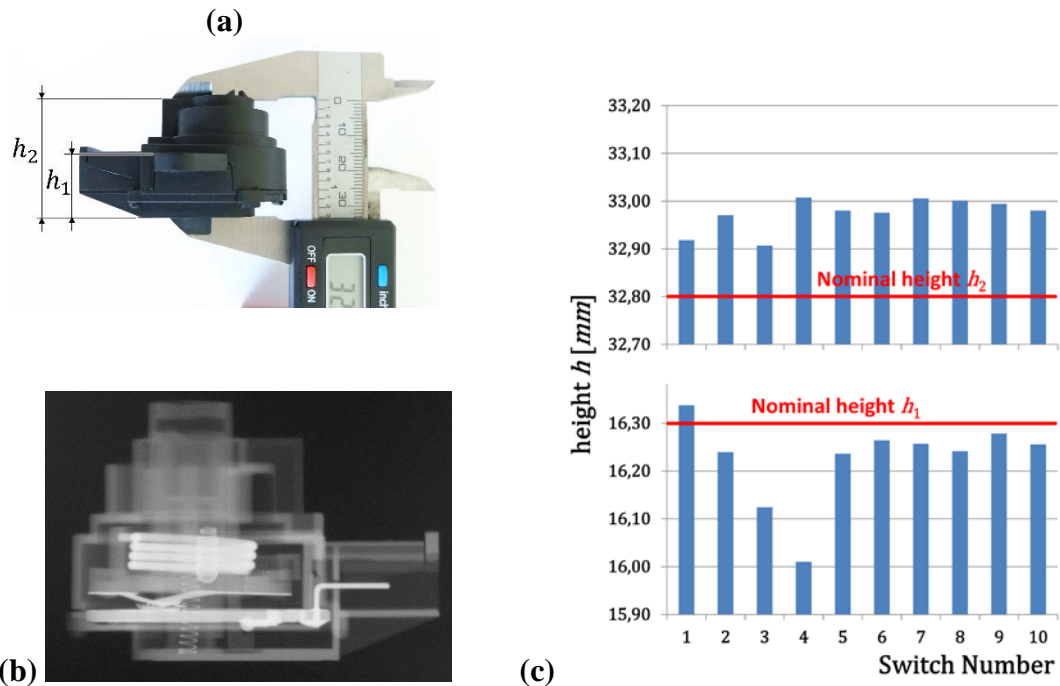 (a)
h₂
h₁
0
10
20
30
1
OFF
ON
inch
32
(b)
height h [mm]
33,20
33,10
33,00
32,90
32,80
32,70
Nominal height h₂
16,30
16,20
16,10
16,00
15,90
Nominal height h₁
1 2 3 4 5 6 7 8 9 10
Switch Number
(c)